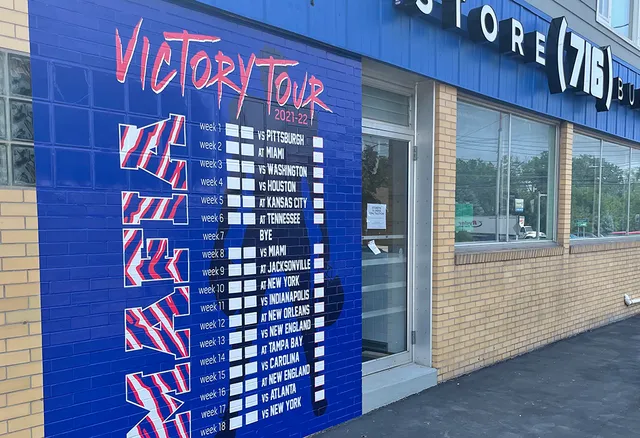 STORE (716) BU
VICTORY TOUR
2021-22
MAFIA
week 1 VS PITTSBURGH
week 2 AT MIAMI
week 3 VS WASHINGTON
week 4 VS HOUSTON
week 5 AT KANSAS CITY
week 6 AT TENNESSEE
week 7 BYE
week 8 VS MIAMI
week 9 AT JACKSONVILLE
week 10 AT NEW YORK
week 11 VS INDIANAPOLIS
week 12 AT NEW ORLEANS
week 13 VS NEW ENGLAND
week 14 AT TAMPA BAY
week 15 VS CAROLINA
week 16 AT NEW ENGLAND
week 17 VS ATLANTA
week 18 VS NEW YORK